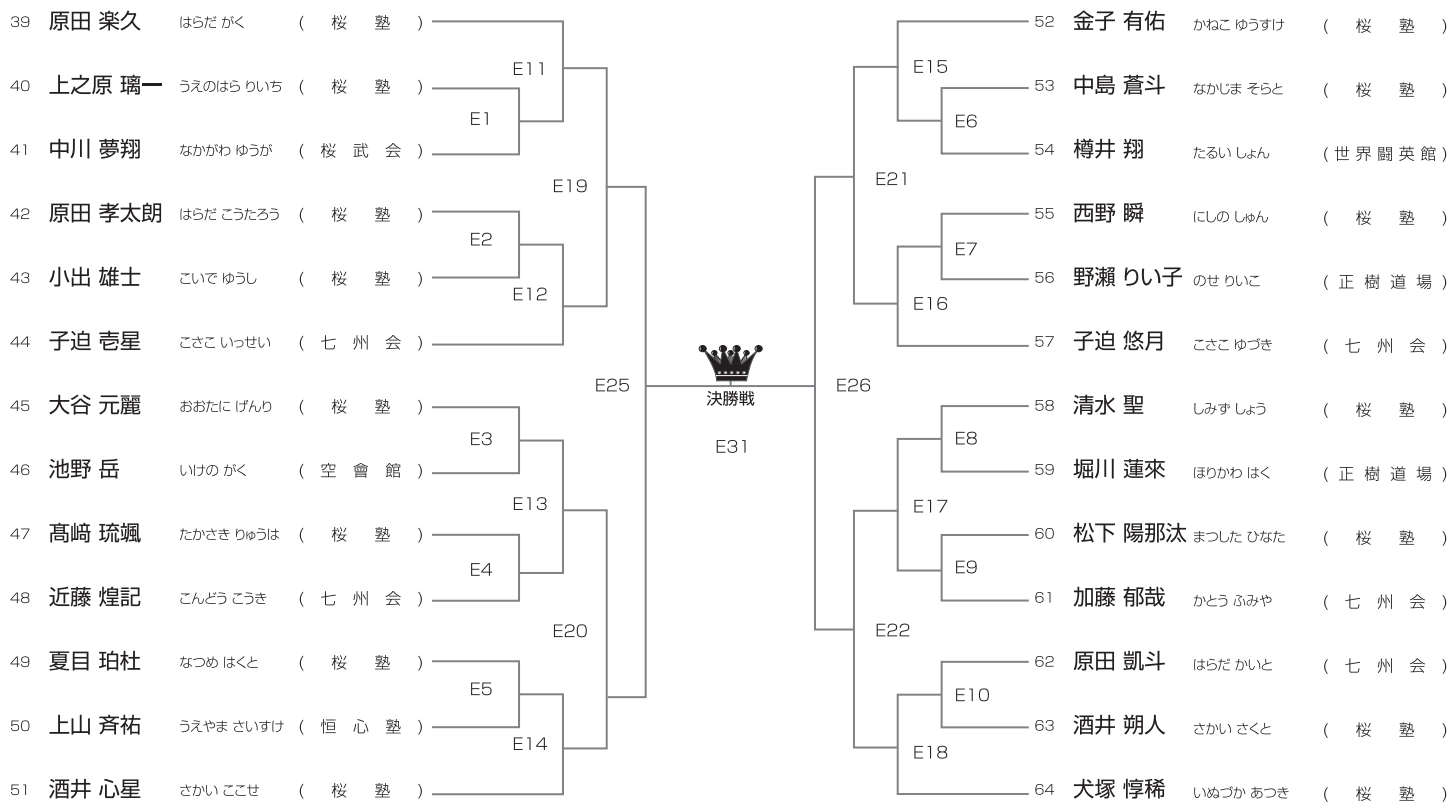 39 原田 楽久 はらだ がく ( 桜 塾 )
40 上之原 璃一 うえのはら りいち ( 桜 塾 )
41 中川 夢翔 なかがわ ゆうが ( 桜 武 会 )
42 原田 孝太朗 はらだ こうたろう ( 桜 塾 )
43 小出 雄士 こいで ゆうし ( 桜 塾 )
44 子迫 壱星 こさこ いっせい ( 七 州 会 )
45 大谷 元麗 おおたに げんり ( 桜 塾 )
46 池野 岳 いけの がく ( 空 會 館 )
47 髙﨑 琉颯 たかさき りゅうは ( 桜 塾 )
48 近藤 煌記 こんどう こうき ( 七 州 会 )
49 夏目 珀杜 なつめ はくと ( 桜 塾 )
50 上山 斉祐 うえやま さいすけ ( 恒 心 塾 )
51 酒井 心星 さかい ここせ ( 桜 塾 )
E11
E1
E19
E2
E12
E25
E3
E13
E4
E20
E5
E14
決勝戦
E31
E15
E6
E21
E7
E16
E26
E8
E17
E9
E22
E10
E18
52 金子 有佑 かねこ ゆうすけ ( 桜 塾 )
53 中島 蒼斗 なかじま そらと ( 桜 塾 )
54 樽井 翔 たるい しょん ( 世 界 闘 英 館 )
55 西野 瞬 にしの しゅん ( 桜 塾 )
56 野瀬 りい子 のせ りいこ ( 正 樹 道 場 )
57 子迫 悠月 こさこ ゆづき ( 七 州 会 )
58 清水 聖 しみず しょう ( 桜 塾 )
59 堀川 蓮來 ほりかわ はく ( 正 樹 道 場 )
60 松下 陽那汰 まつした ひなた ( 桜 塾 )
61 加藤 郁哉 かとう ふみや ( 七 州 会 )
62 原田 凱斗 はらだ かいと ( 七 州 会 )
63 酒井 朔人 さかい さくと ( 桜 塾 )
64 犬塚 惇稀 いぬづか あつき ( 桜 塾 )